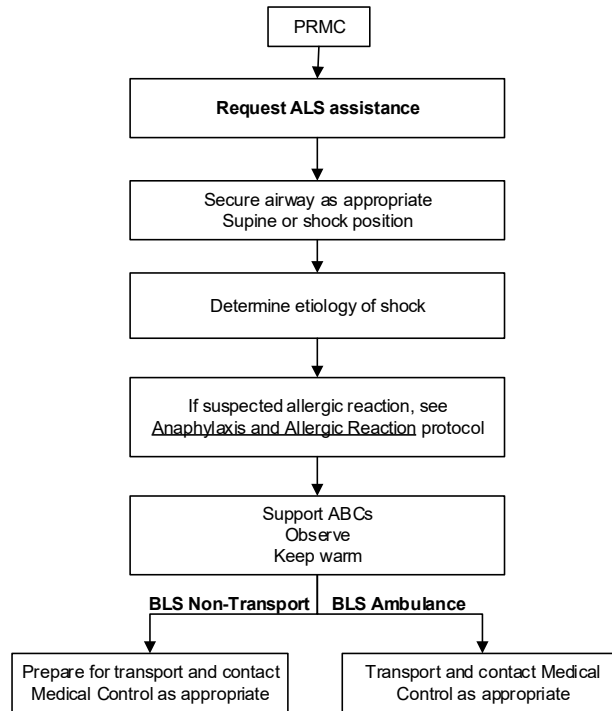 PRMC
Request ALS assistance
Secure airway as appropriate
Supine or shock position
Determine etiology of shock
If suspected allergic reaction, see
Anaphylaxis and Allergic Reaction protocol
Support ABCs
Observe
Keep warm
BLS Non-Transport
BLS Ambulance
Prepare for transport and contact
Medical Control as appropriate
Transport and contact Medical
Control as appropriate